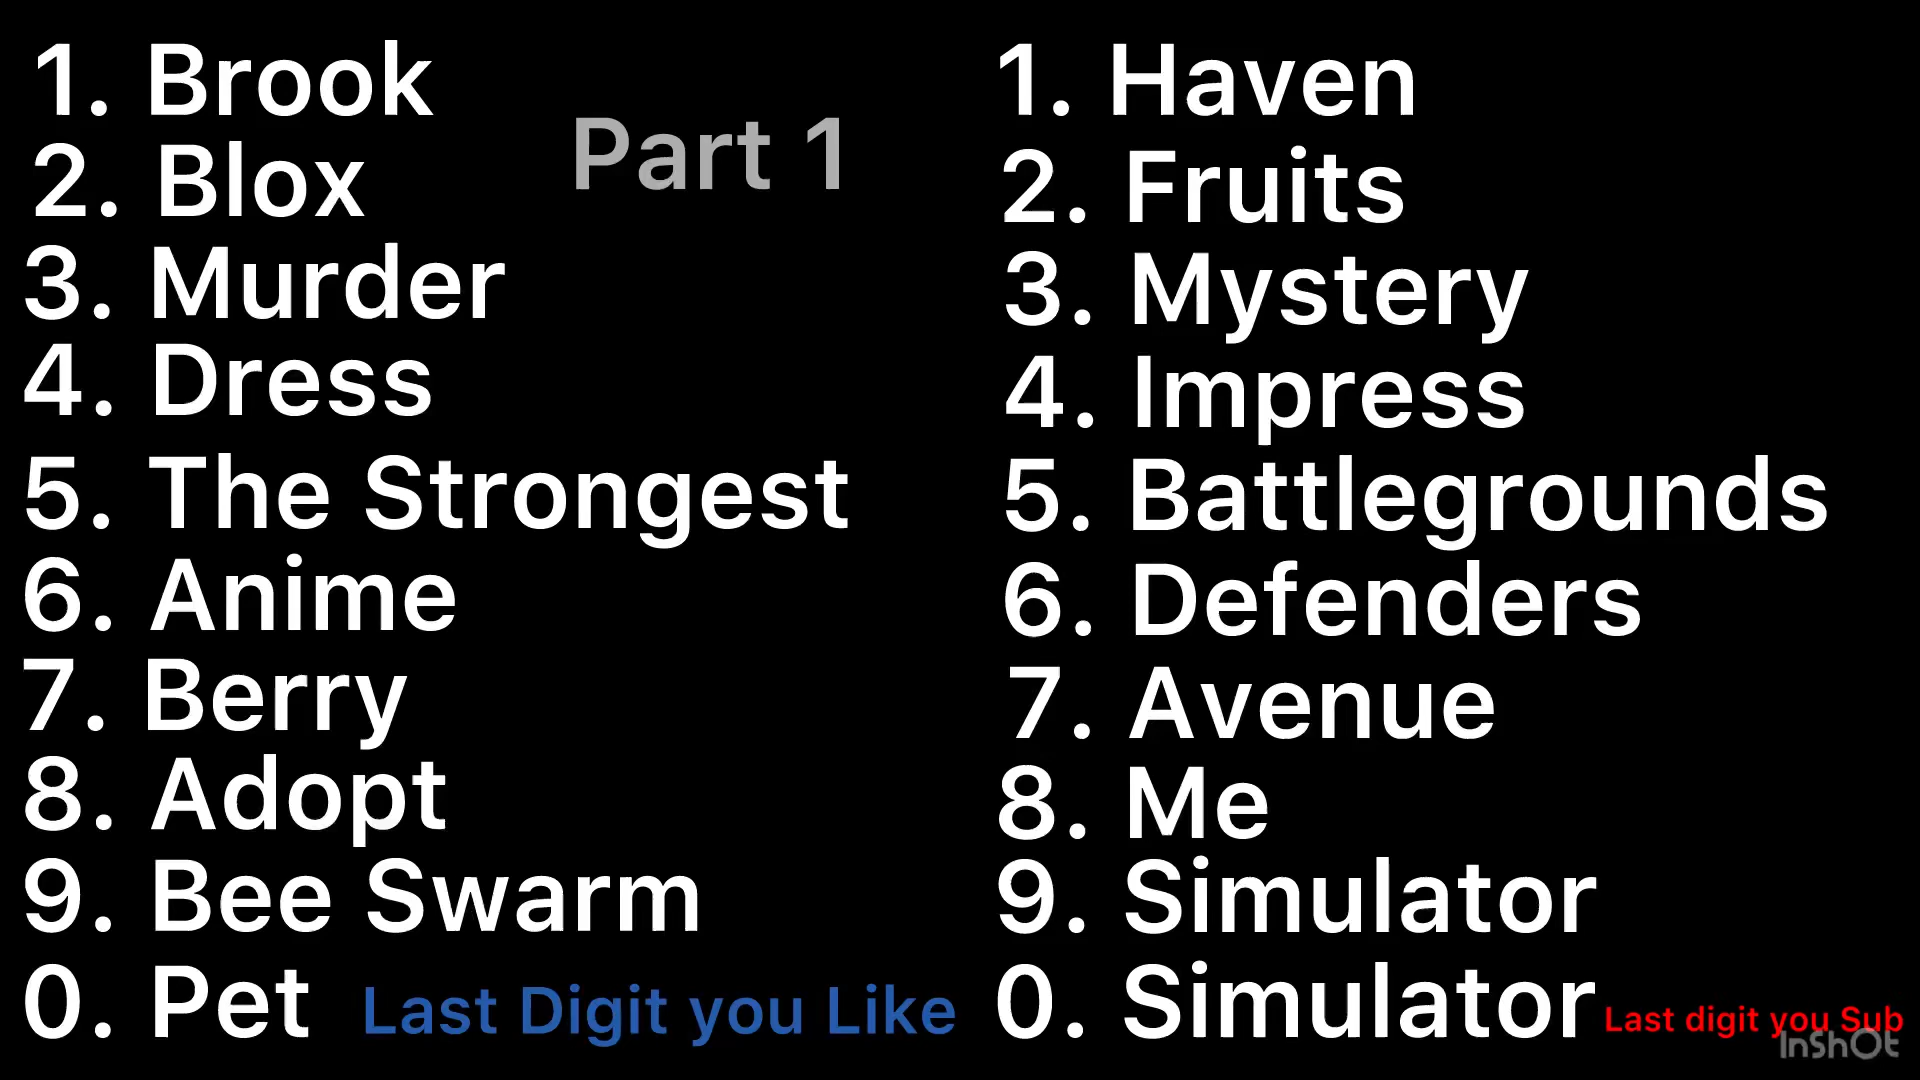 1. Brook
2. Blox
3. Murder
4. Dress
5. The Strongest
6. Anime
7. Berry
8. Adopt
9. Bee Swarm
0. Pet
Last Digit you Like
Part 1
1. Haven
2. Fruits
3. Mystery
4. Impress
5. Battlegrounds
6. Defenders
7. Avenue
8. Me
9. Simulator
0. Simulator
Last digit you Sub
InShOt